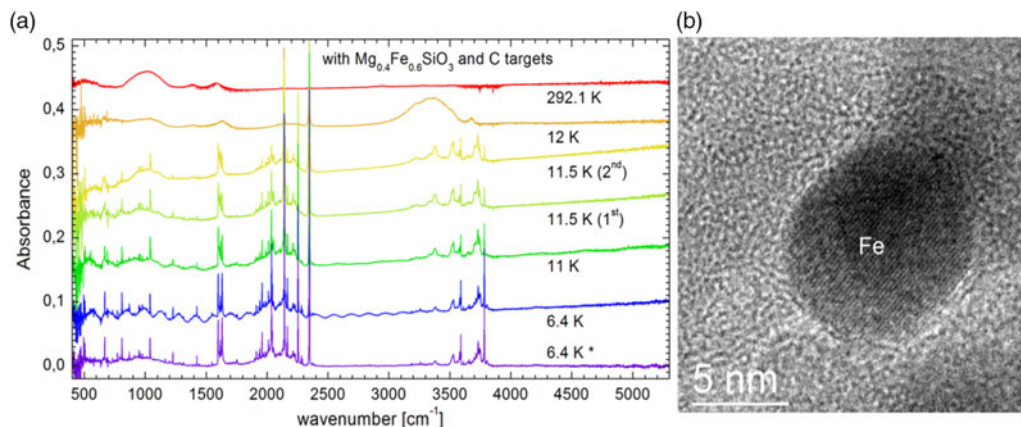 (a)
(b)
with Mg0.4Fe0.6SiO3 and C targets
0,5
0,4
0,3
0,2
0,1
0,0
Absorbance
292.1 K
12 K
11.5 K (2nd)
11.5 K (1st)
11 K
6.4 K
6.4 K *
500 1000 1500 2000 2500 3000 3500 4000 4500 5000
wavenumber [cm-1]
Fe
5 nm